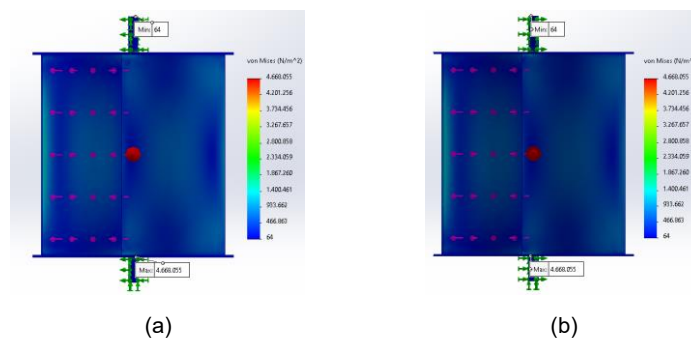 Min: 64
von Mises (N/m^2)
4.668.055
4.201.256
3.734.456
3.267.657
2.800.858
2.334.059
1.867.260
1.400.461
933.662
466.863
64
Max: 4.668.055
(a)
Min: 64
von Mises (N/m^2)
4.668.055
4.201.256
3.734.456
3.267.657
2.800.858
2.334.059
1.867.260
1.400.461
933.662
466.863
64
Max: 4.668.055
(b)